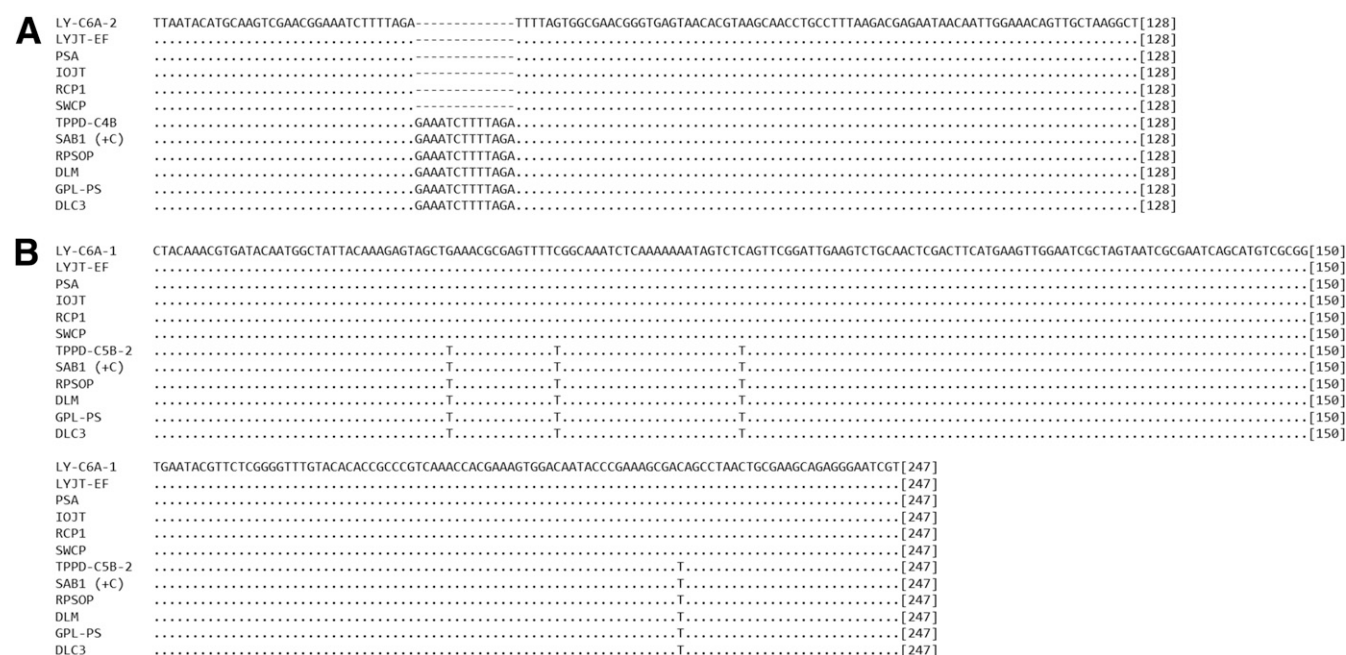 A
LY-C6A-2 TTAATACATGCAAGTCGAACGGAAATCTTTTAGA-------------TTTTAGTGGCGAACGGGTGAGTAACACGTAAGCAACCTGCCTTTAAGACGAGAATAACAATTGGAAACAGTTGCTAAGGCT[128]
LYJT-EF ..................................-------------.................................................................................[128]
PSA ..................................-------------.................................................................................[128]
IOJT ..................................-------------.................................................................................[128]
RCP1 ..................................-------------.................................................................................[128]
SWCP ..................................-------------.................................................................................[128]
TPPD-C4B ..................................GAAATCTTTTAGA.................................................................................[128]
SAB1 (+C) ..................................GAAATCTTTTAGA.................................................................................[128]
RPSOP ..................................GAAATCTTTTAGA.................................................................................[128]
DLM ..................................GAAATCTTTTAGA.................................................................................[128]
GPL-PS ..................................GAAATCTTTTAGA.................................................................................[128]
DLC3 ..................................GAAATCTTTTAGA.................................................................................[128]
B
LY-C6A-1 CTACAAACGTGATACAATGGCTATTACAAAGAGTAGCTGAAACGCGAGTTTTCGGCAAATCTCAAAAAAATAGTCTCAGTTCGGATTGAAGTCTGCAACTCGACTTCATGAAGTTGGAATCGCTAGTAATCGCGAATCAGCATGTCGCGG[150]
LYJT-EF ......................................................................................................................................................[150]
PSA ......................................................................................................................................................[150]
IOJT ......................................................................................................................................................[150]
RCP1 ......................................................................................................................................................[150]
SWCP ......................................................................................................................................................[150]
TPPD-C5B-2 ......................................T.............T.......................T.........................................................................[150]
SAB1 (+C) ......................................T.............T.......................T.........................................................................[150]
RPSOP ......................................T.............T.......................T.........................................................................[150]
DLM ......................................T.............T.......................T.........................................................................[150]
GPL-PS ......................................T.............T.......................T.........................................................................[150]
DLC3 ......................................T.............T.......................T.........................................................................[150]
LY-C6A-1 TGAATACGTTCTCGGGGTTTGTACACACCGCCCGTCAAACCACGAAAGTGGACAATACCCGAAAGCGACAGCCTAACTGCGAAGCAGAGGGAATCGT[247]
LYJT-EF .................................................................................................[247]
PSA .................................................................................................[247]
IOJT .................................................................................................[247]
RCP1 .................................................................................................[247]
SWCP .................................................................................................[247]
TPPD-C5B-2 ....................................................................T............................[247]
SAB1 (+C) ....................................................................T............................[247]
RPSOP ....................................................................T............................[247]
DLM ....................................................................T............................[247]
GPL-PS ....................................................................T............................[247]
DLC3 ....................................................................T............................[247]